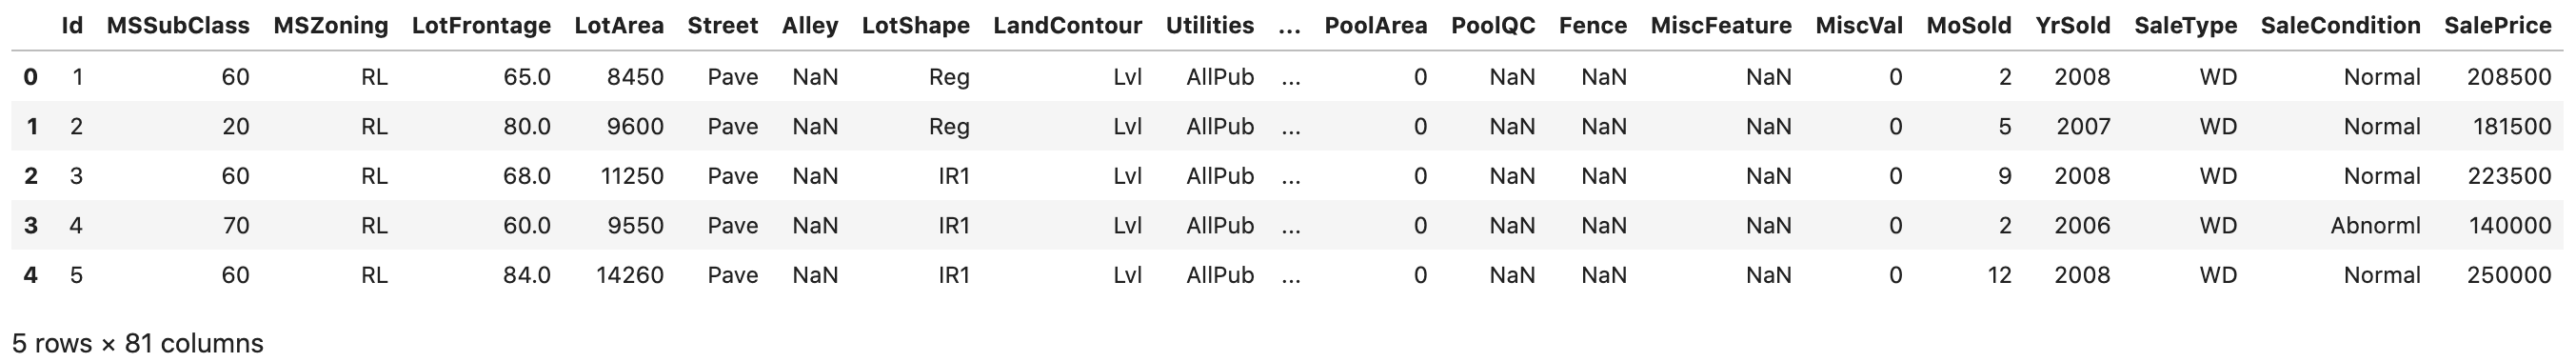 Id MSSubClass MSZoning LotFrontage LotArea Street Alley LotShape LandContour Utilities ... PoolArea PoolQC Fence MiscFeature MiscVal MoSold YrSold SaleType SaleCondition SalePrice
0 1 60 RL 65.0 8450 Pave NaN Reg Lvl AllPub ... 0 NaN NaN NaN 0 2 2008 WD Normal 208500
1 2 20 RL 80.0 9600 Pave NaN Reg Lvl AllPub ... 0 NaN NaN NaN 0 5 2007 WD Normal 181500
2 3 60 RL 68.0 11250 Pave NaN IR1 Lvl AllPub ... 0 NaN NaN NaN 0 9 2008 WD Normal 223500
3 4 70 RL 60.0 9550 Pave NaN IR1 Lvl AllPub ... 0 NaN NaN NaN 0 2 2006 WD Abnorml 140000
4 5 60 RL 84.0 14260 Pave NaN IR1 Lvl AllPub ... 0 NaN NaN NaN 0 12 2008 WD Normal 250000
5 rows × 81 columns